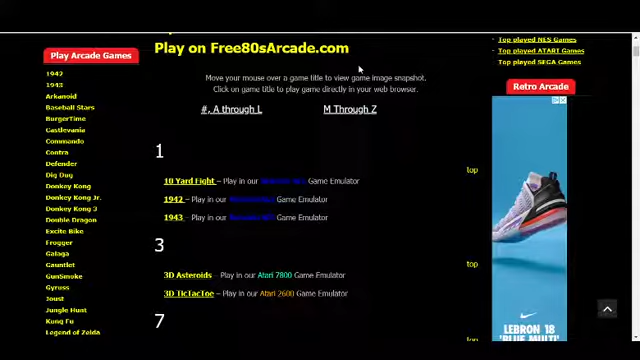 Top played NES Games
Play on Free80sArcade.com
Top played ATARI Games
Play Arcade Games
Top played SEGA Games
Move your mouse over a game title to view game image snapshot.
Click on game title to play game directly in your web browser.
Retro Arcade
#, A through L
M Through Z
1942
1943
Arkanoid
Baseball Stars
BurgerTime
Castlevania
Commando
Contra
Defender
Dig Dug
Donkey Kong
Donkey Kong Jr.
Donkey Kong 3
Double Dragon
Excite Bike
Frogger
Galaga
Gauntlet
GunSmoke
Gyruss
Joust
Jungle Hunt
Kung Fu
Legend of Zelda
1
top
10 Yard Fight – Play in our Game Emulator
1942 – Play in our Game Emulator
1943 – Play in our Game Emulator
3
top
3D Asteroids – Play in our Atari 7800 Game Emulator
3D TicTacToe – Play in our Atari 2600 Game Emulator
7
top
LEBRON 18
'BLUE MULTI'